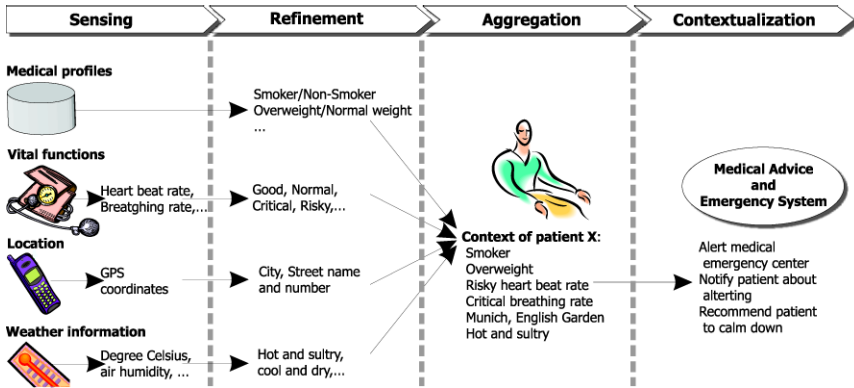 Sensing
Refinement
Aggregation
Contextualization
Medical profiles
Smoker/Non-Smoker
Overweight/Normal weight
...
Vital functions
Heart beat rate,
Breatghing rate,...
Good, Normal,
Critical, Risky,...
Location
GPS
coordinates
City, Street name
and number
Weather information
Degree Celsius,
air humidity, ...
Hot and sultry,
cool and dry,...
Context of patient X:
Smoker
Overweight
Risky heart beat rate
Critical breathing rate
Munich, English Garden
Hot and sultry
Medical Advice
and
Emergency System
Alert medical
emergency center
Notify patient about
altering
Recommend patient
to calm down